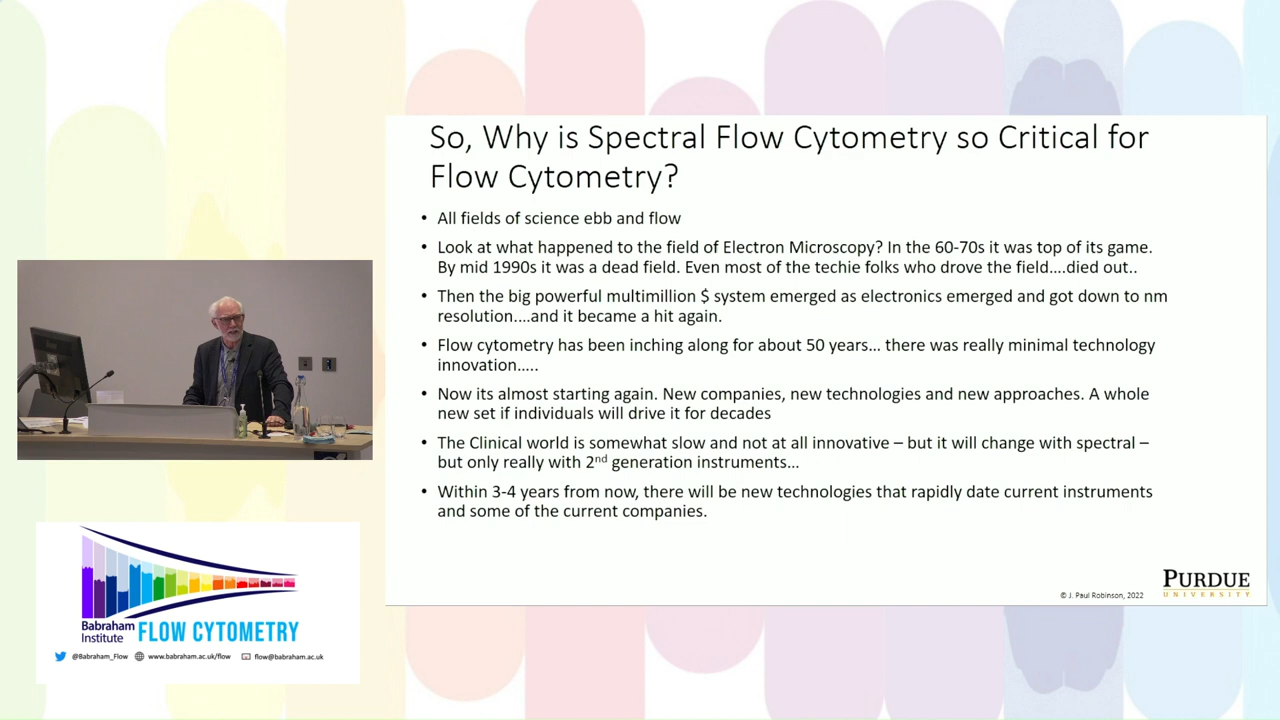 So, Why is Spectral Flow Cytometry so Critical for
Flow Cytometry?
• All fields of science ebb and flow
• Look at what happened to the field of Electron Microscopy? In the 60-70s it was top of its game.
By mid 1990s it was a dead field. Even most of the techie folks who drove the field....died out..
• Then the big powerful multimillion $ system emerged as electronics emerged and got down to nm
resolution....and it became a hit again.
• Flow cytometry has been inching along for about 50 years... there was really minimal technology
innovation.....
• Now its almost starting again. New companies, new technologies and new approaches. A whole
new set if individuals will drive it for decades
• The Clinical world is somewhat slow and not at all innovative – but it will change with spectral –
but only really with 2nd generation instruments...
• Within 3-4 years from now, there will be new technologies that rapidly date current instruments
and some of the current companies.
© J. Paul Robinson, 2022
PURDUE
UNIVERSITY
Babraham
Institute
FLOW CYTOMETRY
@Babraham_Flow www.babraham.ac.uk/flow flow@babraham.ac.uk